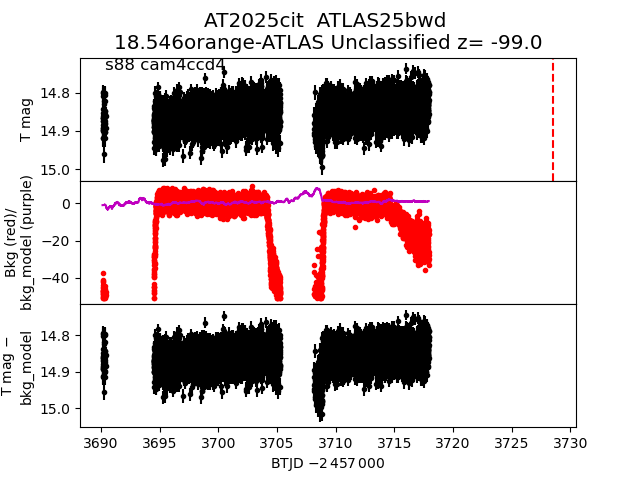 AT2025cit  ATLAS25bwd
18.546orange-ATLAS Unclassified z= -99.0
s88 cam4ccd4
T mag
14.8
14.9
15.0
Bkg (red)/
bkg_model (purple)
0
−20
−40
T mag −
bkg_model
14.8
14.9
15.0
3690 3695 3700 3705 3710 3715 3720 3725 3730
BTJD −2 457 000